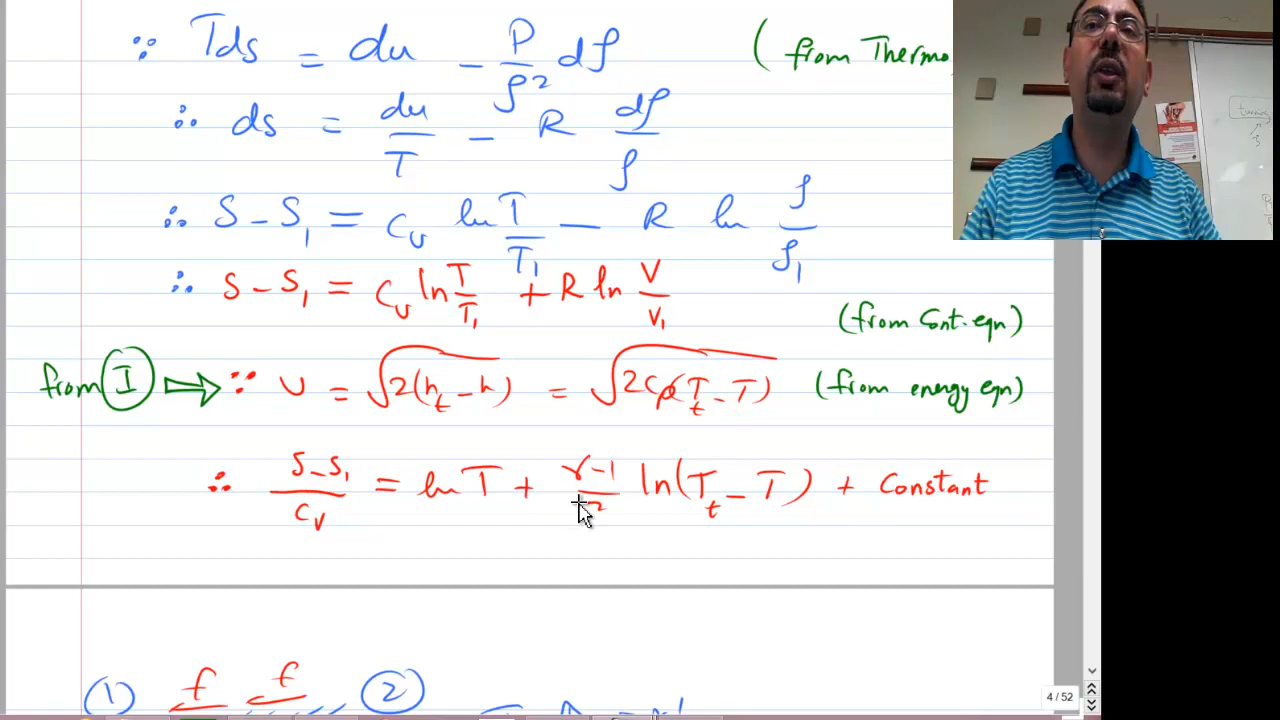 ∵ Tds = du - P/ρ² dρ (from Thermo
∴ ds = du/T - R dρ/ρ
∴ S - S₁ = Cᵥ ln T/T₁ - R ln ρ/ρ₁
∴ S - S₁ = Cᵥ ln T/T₁ + R ln V/V₁
(from Cont. eqn)
from I ⇒ ∵ V = √2(hₜ - h) = √2Cp(Tₜ - T) (from energy eqn)
∴ S - S₁/Cᵥ = ln T + γ-1/2 ln(Tₜ - T) + Constant
4 / 52
(1) f f (2)